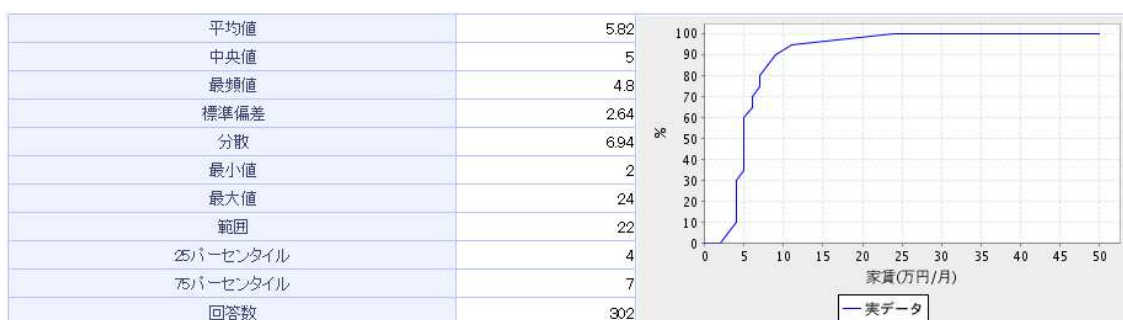 平均値 5.82
中央値 5
最頻値 4.8
標準偏差 2.64
分散 6.94
最小値 2
最大値 24
範囲 22
25パーセンタイル 4
75パーセンタイル 7
回答数 302
100
90
80
70
60
50
40
30
20
10
0
%
0 5 10 15 20 25 30 35 40 45 50
家賃(万円/月)
実データ